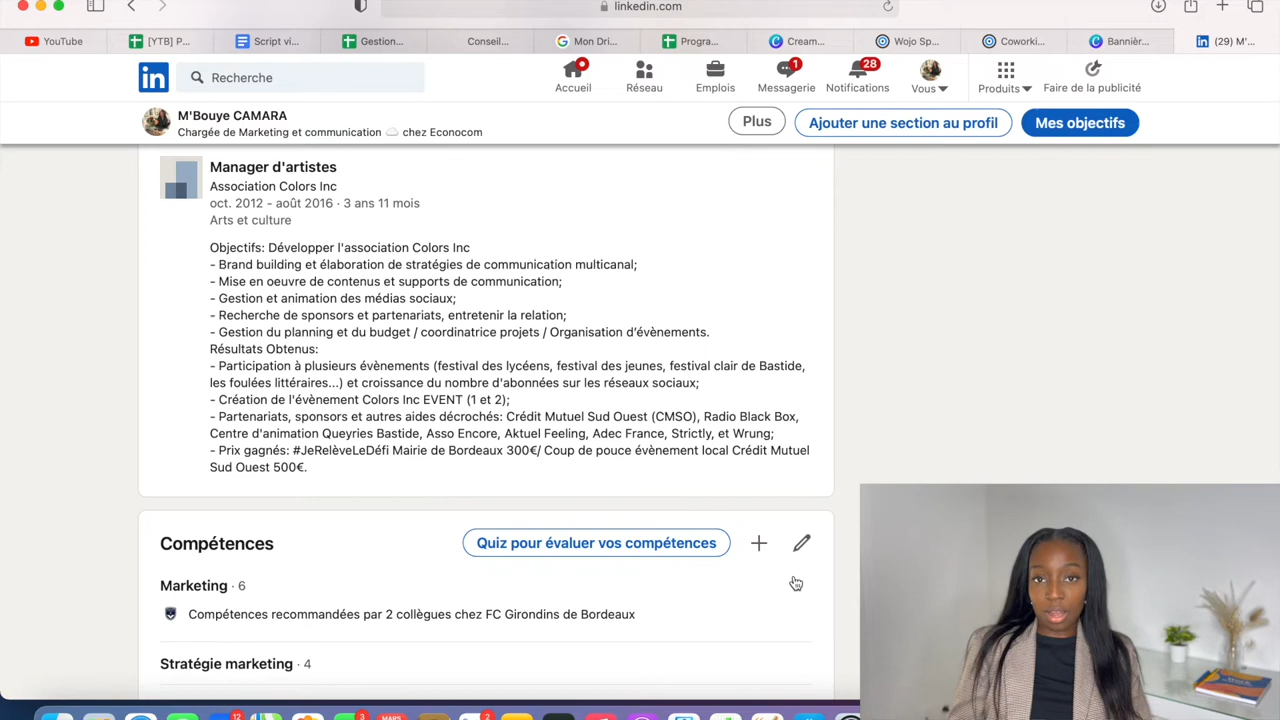 linkedin.com
YouTube
[YTB] P...
Script vi...
Gestion...
Conseil...
Mon Dri...
Progra...
Cream...
Wojo Sp...
Coworki...
Bannièr...
(29) M'...
in
Recherche
Accueil
Réseau
Emplois
1
Messagerie
28
Notifications
Vous
Produits
Faire de la publicité
M'Bouye CAMARA
Chargée de Marketing et communication ☁️ chez Econocom
Plus
Ajouter une section au profil
Mes objectifs
Manager d'artistes
Association Colors Inc
oct. 2012 - août 2016 · 3 ans 11 mois
Arts et culture
Objectifs: Développer l'association Colors Inc
- Brand building et élaboration de stratégies de communication multicanal;
- Mise en oeuvre de contenus et supports de communication;
- Gestion et animation des médias sociaux;
- Recherche de sponsors et partenariats, entretenir la relation;
- Gestion du planning et du budget / coordinatrice projets / Organisation d'évènements.
Résultats Obtenus:
- Participation à plusieurs évènements (festival des lycéens, festival des jeunes, festival clair de Bastide,
les foulées littéraires...) et croissance du nombre d'abonnées sur les réseaux sociaux;
- Création de l'évènement Colors Inc EVENT (1 et 2);
- Partenariats, sponsors et autres aides décrochés: Crédit Mutuel Sud Ouest (CMSO), Radio Black Box,
Centre d'animation Queyries Bastide, Asso Encore, Aktuel Feeling, Adec France, Strictly, et Wrung;
- Prix gagnés: #JeRelèveLeDéfi Mairie de Bordeaux 300€/ Coup de pouce évènement local Crédit Mutuel
Sud Ouest 500€.
Compétences
Quiz pour évaluer vos compétences
Marketing · 6
Compétences recommandées par 2 collègues chez FC Girondins de Bordeaux
Stratégie marketing · 4
12
3
MARS
2